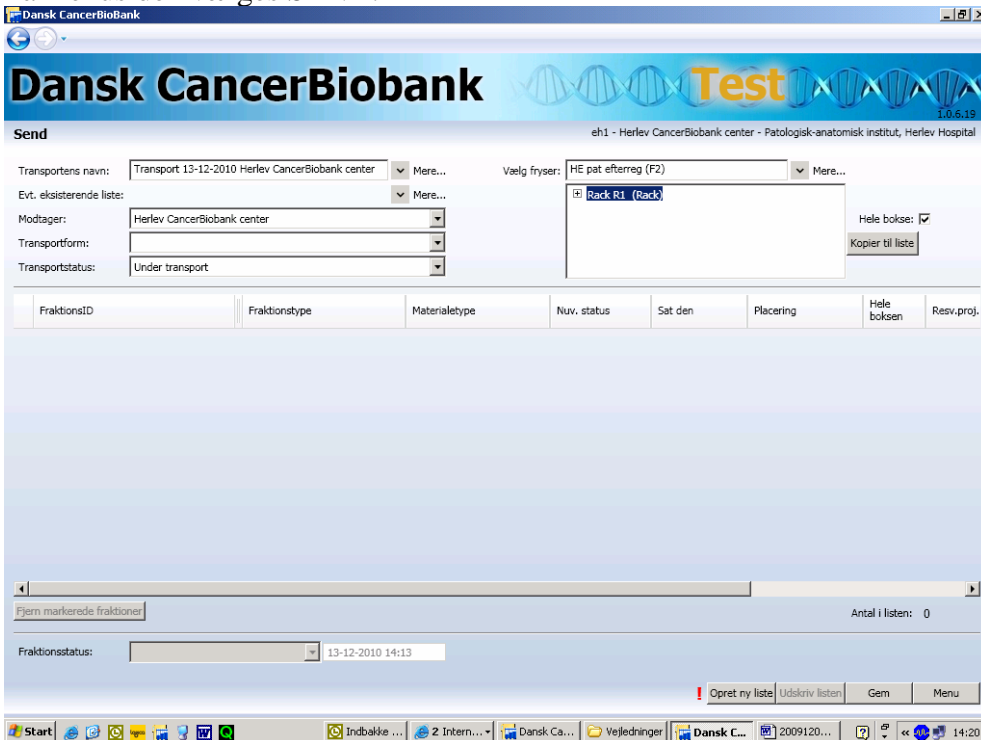 Dansk CancerBioBank
Dansk CancerBiobank
Test
1.0.6.19
Send
eh1 - Herlev CancerBiobank center - Patologisk-anatomisk institut, Herlev Hospital
Transportens navn: Transport 13-12-2010 Herlev CancerBiobank center Mere... Vælg fryser: HE pat efterreg (F2) Mere...
Evt. eksisterende liste: Mere... Rack R1 (Rack)
Modtager: Herlev CancerBiobank center Hele bokse:
Transportform: Kopier til liste
Transportstatus: Under transport
FraktionsID Fraktionstype Materialetype Nuv. status Sat den Placering Hele boksen Resv.proj.
Fjern markerede fraktioner Antal i listen: 0
Fraktionsstatus: 13-12-2010 14:13
! Opret ny liste Udskriv listen Gem Menu
Start Indbakke ... 2 Intern... Dansk Ca... Vejledninger Dansk C... 2009120... « 14:20